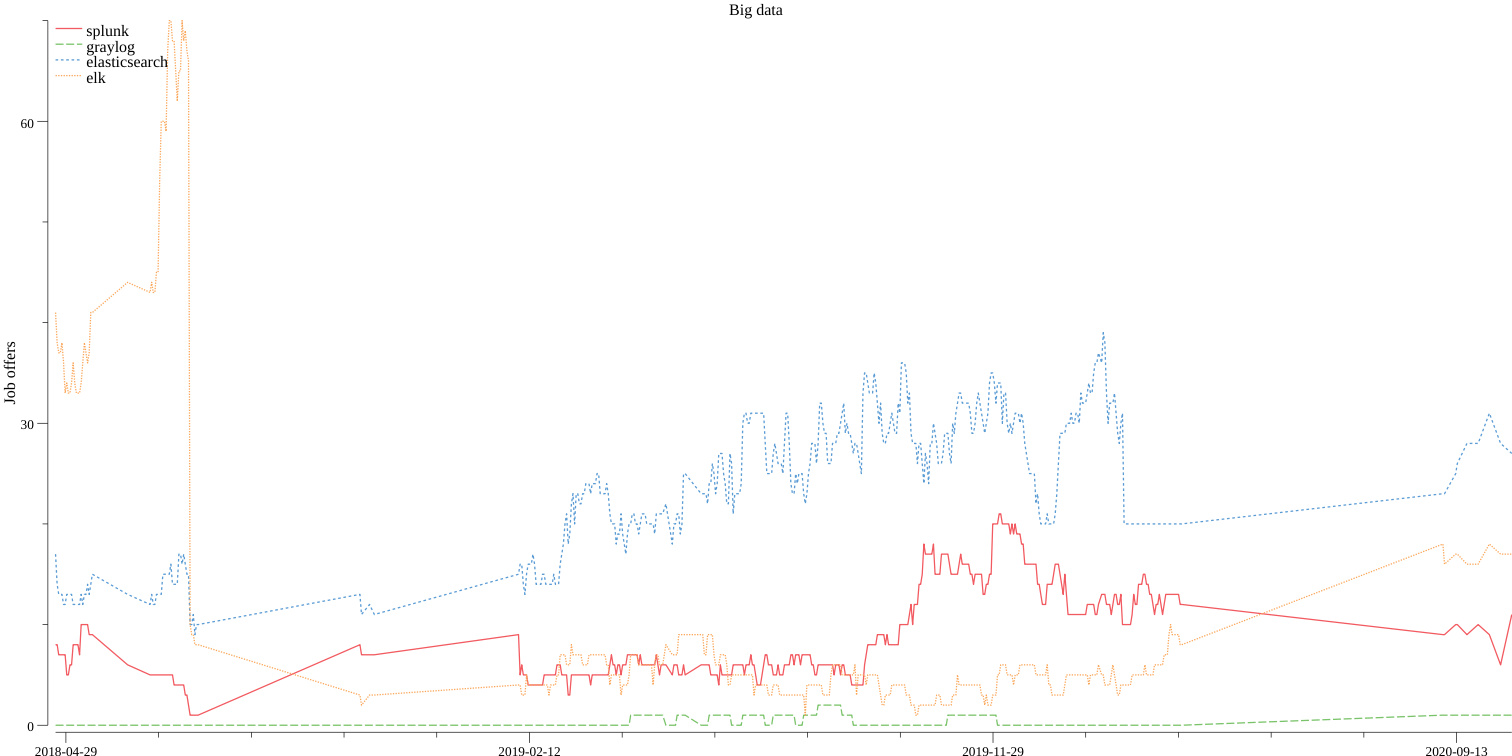 Big data
splunk
graylog
elasticsearch
elk
Job offers
60
30
0
2018-04-29
2019-02-12
2019-11-29
2020-09-13